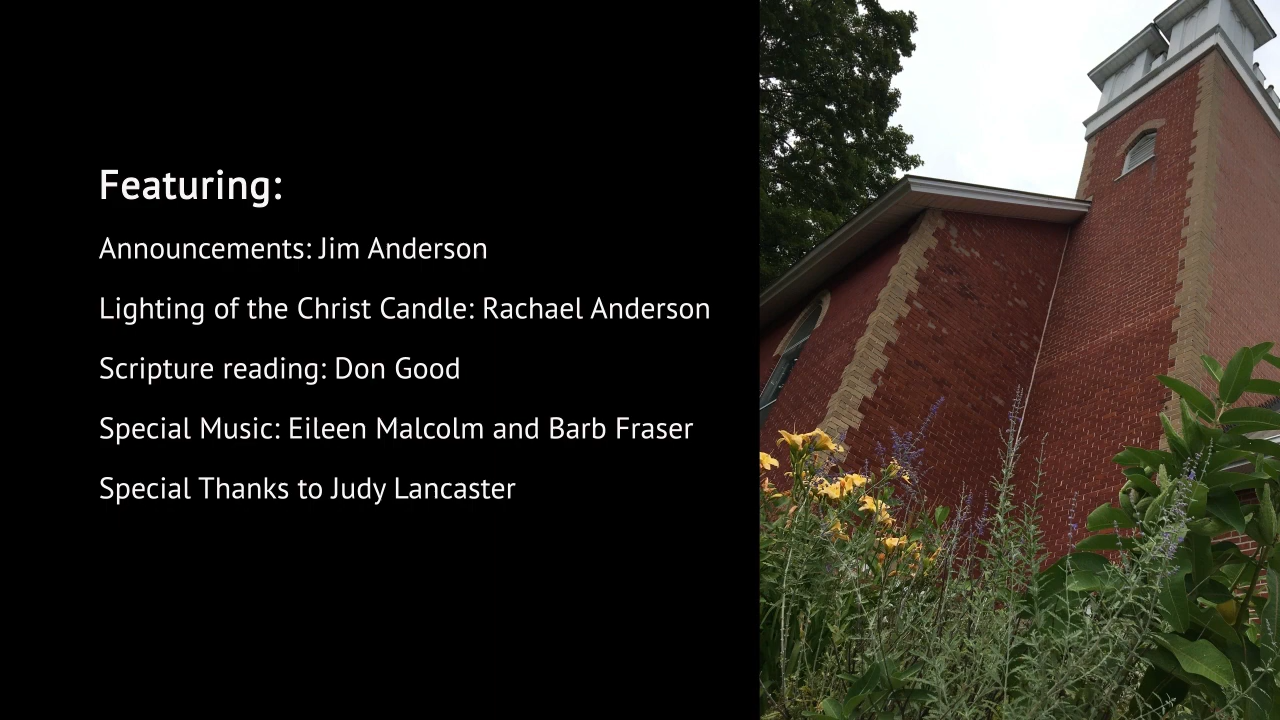 Featuring:
Announcements: Jim Anderson
Lighting of the Christ Candle: Rachael Anderson
Scripture reading: Don Good
Special Music: Eileen Malcolm and Barb Fraser
Special Thanks to Judy Lancaster